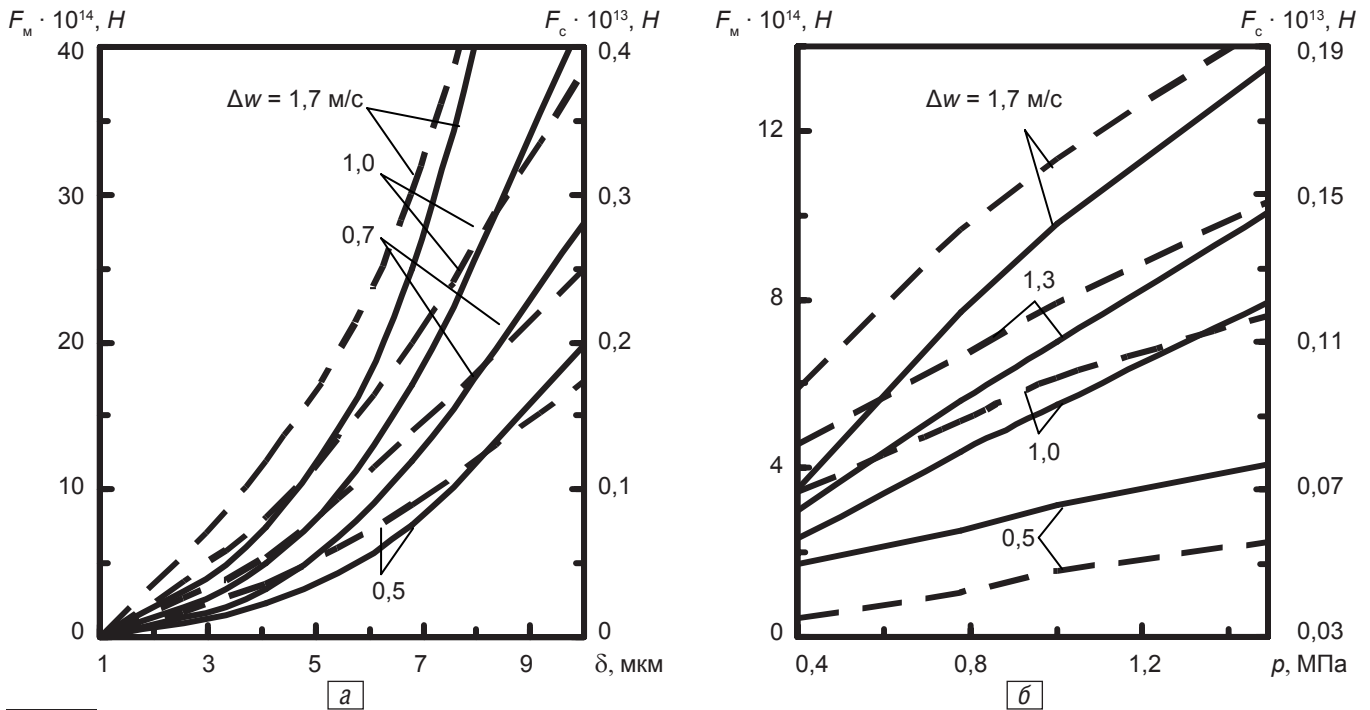 Fм · 10¹⁴, H
Fс · 10¹³, H
40
30
20
10
0
0,4
0,3
0,2
0,1
0
Δw = 1,7 м/с
1,0
0,7
0,5
1 3 5 7 9 δ, мкм
а
Fм · 10¹⁴, H
Fс · 10¹³, H
12
8
4
0
0,19
0,15
0,11
0,07
0,03
Δw = 1,7 м/с
1,3
1,0
0,5
0,4 0,8 1,2 p, МПа
б